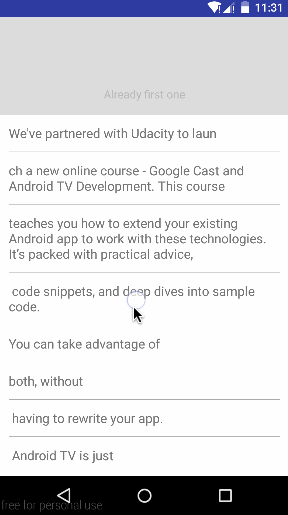 11:31
Already first one
We've partnered with Udacity to laun
ch a new online course - Google Cast and
Android TV Development. This course
teaches you how to extend your existing
Android app to work with these technologies.
It's packed with practical advice,
code snippets, and deep dives into sample
code.
You can take advantage of
both, without
having to rewrite your app.
Android TV is just
free for personal use